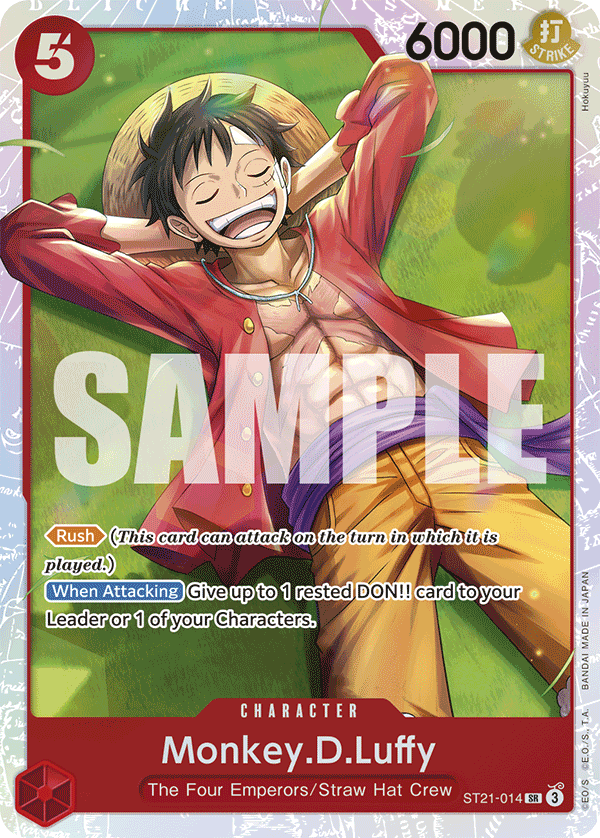 5
6000
打
STRIKE
Hokuyuu
SAMPLE
Rush (This card can attack on the turn in which it is
played.)
When Attacking Give up to 1 rested DON!! card to your
Leader or 1 of your Characters.
CHARACTER
Monkey.D.Luffy
The Four Emperors/Straw Hat Crew
ST21-014 SR 3
©EO/S ©E.O./S, T.A. BANDAI MADE IN JAPAN